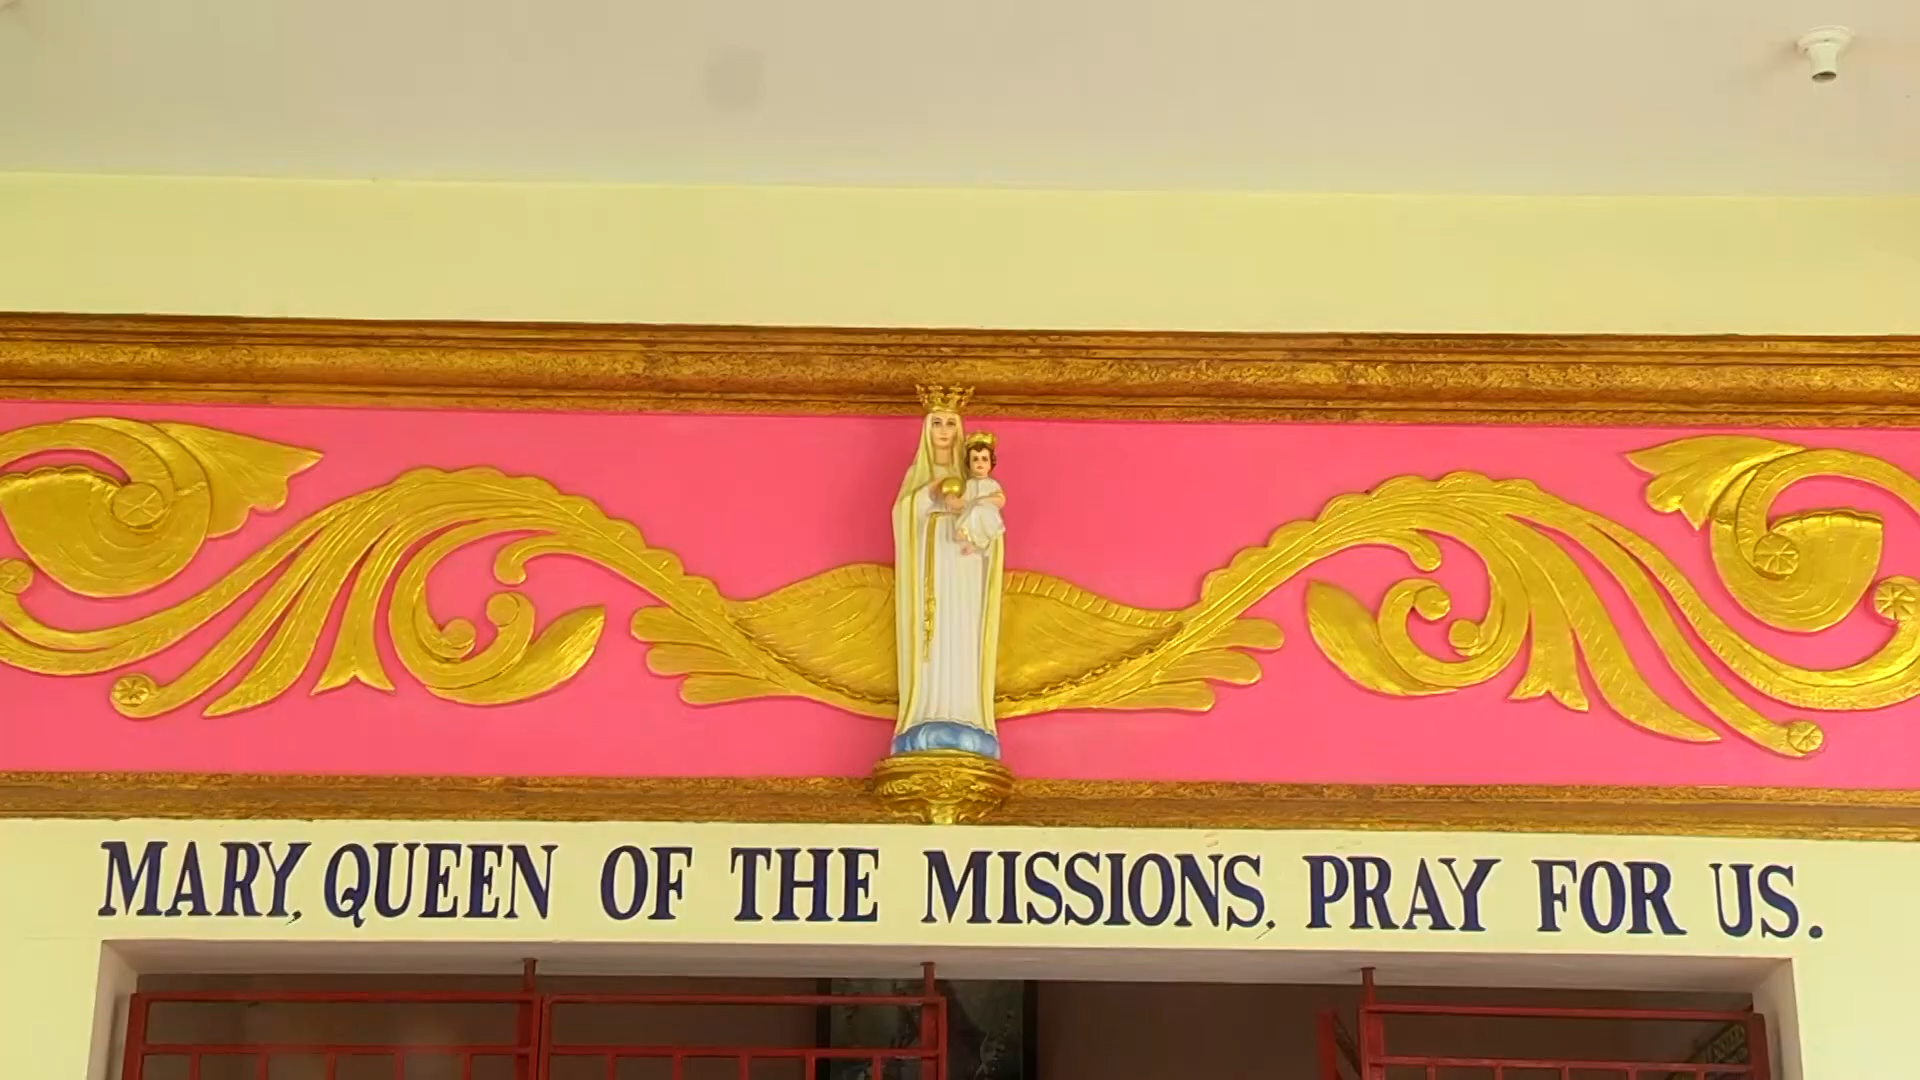 MARY, QUEEN OF THE MISSIONS, PRAY FOR US.